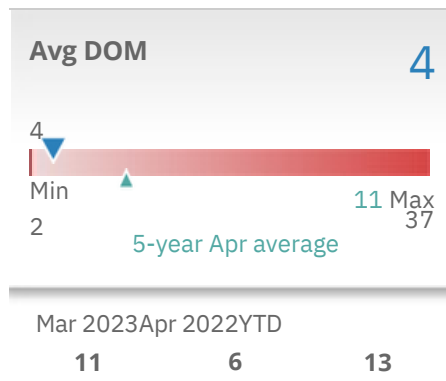 Avg DOM 4
4
Min 11 Max
2 37
5-year Apr average
Mar 2023Apr 2022YTD
11 6 13